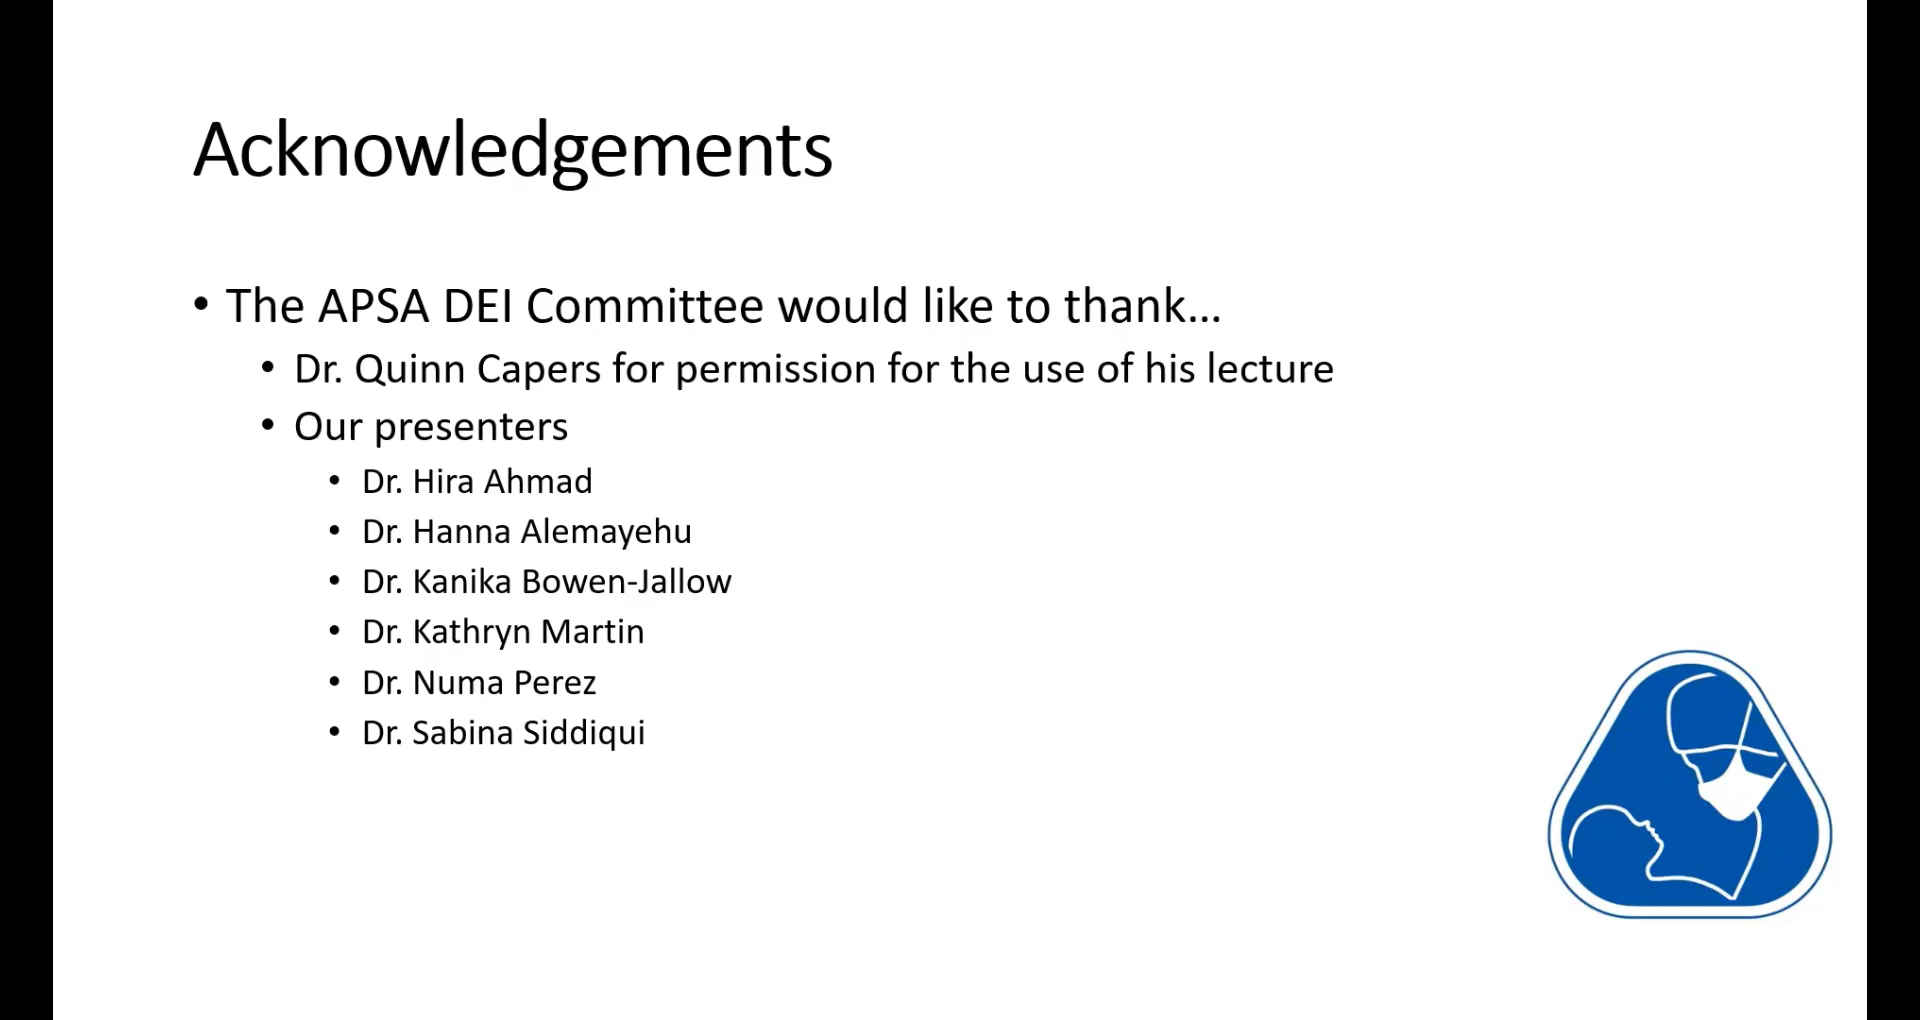 Acknowledgements
• The APSA DEI Committee would like to thank...
• Dr. Quinn Capers for permission for the use of his lecture
• Our presenters
• Dr. Hira Ahmad
• Dr. Hanna Alemayehu
• Dr. Kanika Bowen-Jallow
• Dr. Kathryn Martin
• Dr. Numa Perez
• Dr. Sabina Siddiqui